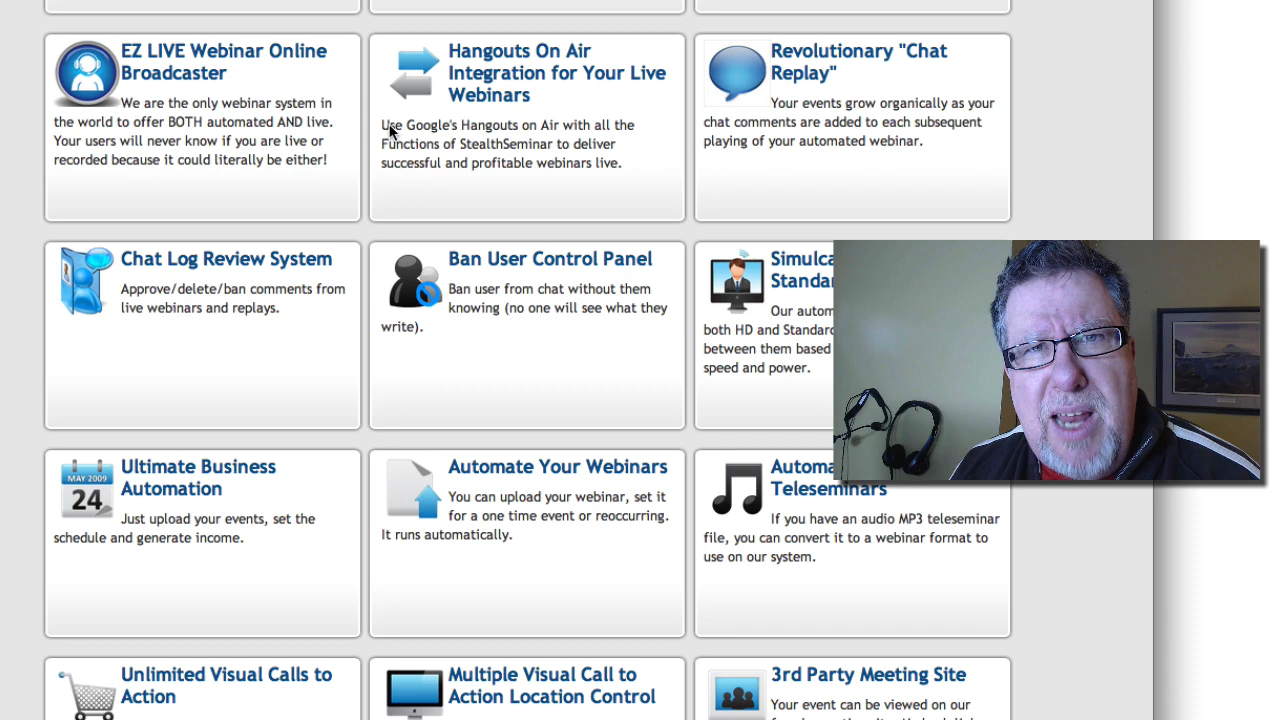 EZ LIVE Webinar Online
Broadcaster
We are the only webinar system in
the world to offer BOTH automated AND live.
Your users will never know if you are live or
recorded because it could literally be either!
Hangouts On Air
Integration for Your Live
Webinars
Use Google's Hangouts on Air with all the
Functions of StealthSeminar to deliver
successful and profitable webinars live.
Revolutionary "Chat
Replay"
Your events grow organically as your
chat comments are added to each subsequent
playing of your automated webinar.
Chat Log Review System
Approve/delete/ban comments from
live webinars and replays.
Ban User Control Panel
Ban user from chat without them
knowing (no one will see what they
write).
Simulca
Standa
Our autom
both HD and Standar
between them based
speed and power.
MAY 2009
24
Ultimate Business
Automation
Just upload your events, set the
schedule and generate income.
Automate Your Webinars
You can upload your webinar, set it
for a one time event or reoccurring.
It runs automatically.
Automa
Teleseminars
If you have an audio MP3 teleseminar
file, you can convert it to a webinar format to
use on our system.
Unlimited Visual Calls to
Action
Multiple Visual Call to
Action Location Control
3rd Party Meeting Site
Your event can be viewed on our